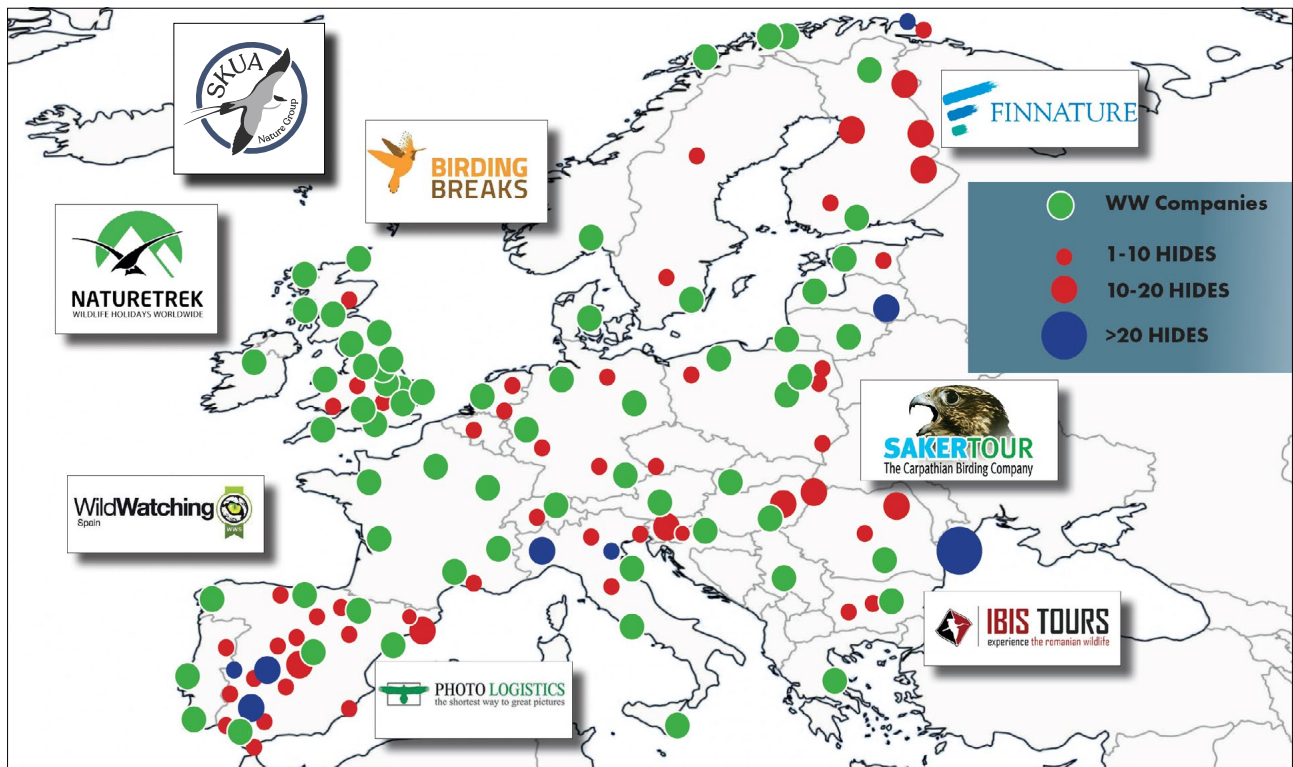 SKUA
Nature Group
FINNATURE
BIRDING
BREAKS
WW Companies
1-10 HIDES
10-20 HIDES
>20 HIDES
NATURETREK
WILDLIFE HOLIDAYS WORLDWIDE
SAKERTOUR
The Carpathian Birding Company
WildWatching
Spain
WWS
IBIS TOURS
experience the romanian wildlife
PHOTO LOGISTICS
the shortest way to great pictures